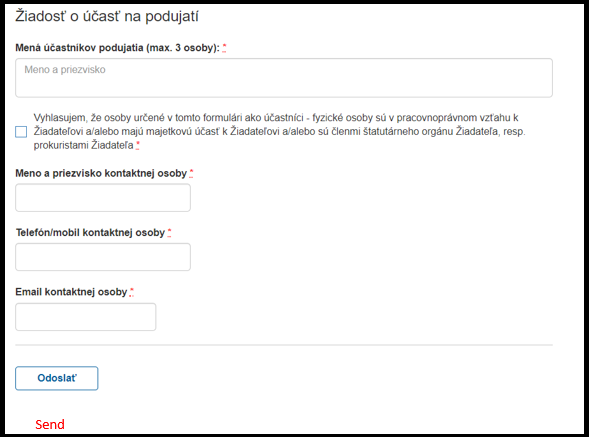 Žiadosť o účasť na podujatí
Mená účastníkov podujatia (max. 3 osoby): *
Meno a priezvisko
Vyhlasujem, že osoby určené v tomto formulári ako účastníci - fyzické osoby sú v pracovnoprávnom vzťahu k
Žiadateľovi a/alebo majú majetkovú účasť k Žiadateľovi a/alebo sú členmi štatutárneho orgánu Žiadateľa, resp.
prokuristami Žiadateľa *
Meno a priezvisko kontaktnej osoby *
Telefón/mobil kontaktnej osoby *
Email kontaktnej osoby *
Odoslať
Send